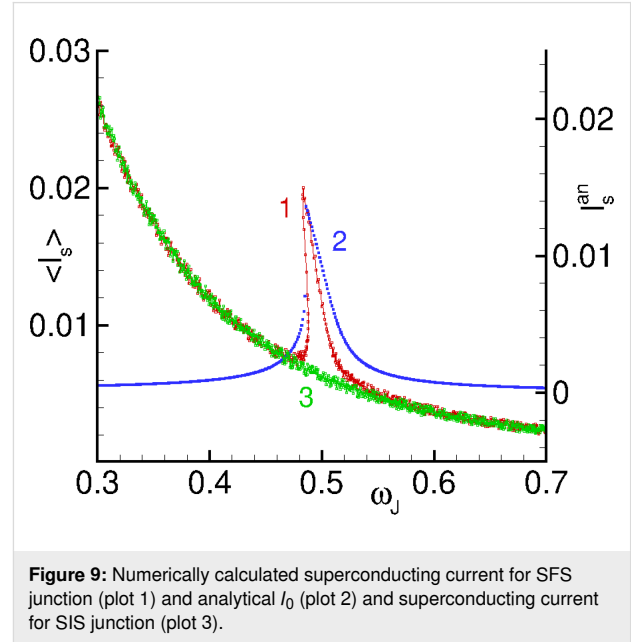 0.03
0.02
0.01
<I_s>
0.02
0.01
0
I_s^an
1
2
3
0.3
0.4
0.5
0.6
0.7
ω_J
Figure 9: Numerically calculated superconducting current for SFS
junction (plot 1) and analytical I_0 (plot 2) and superconducting current
for SIS junction (plot 3).